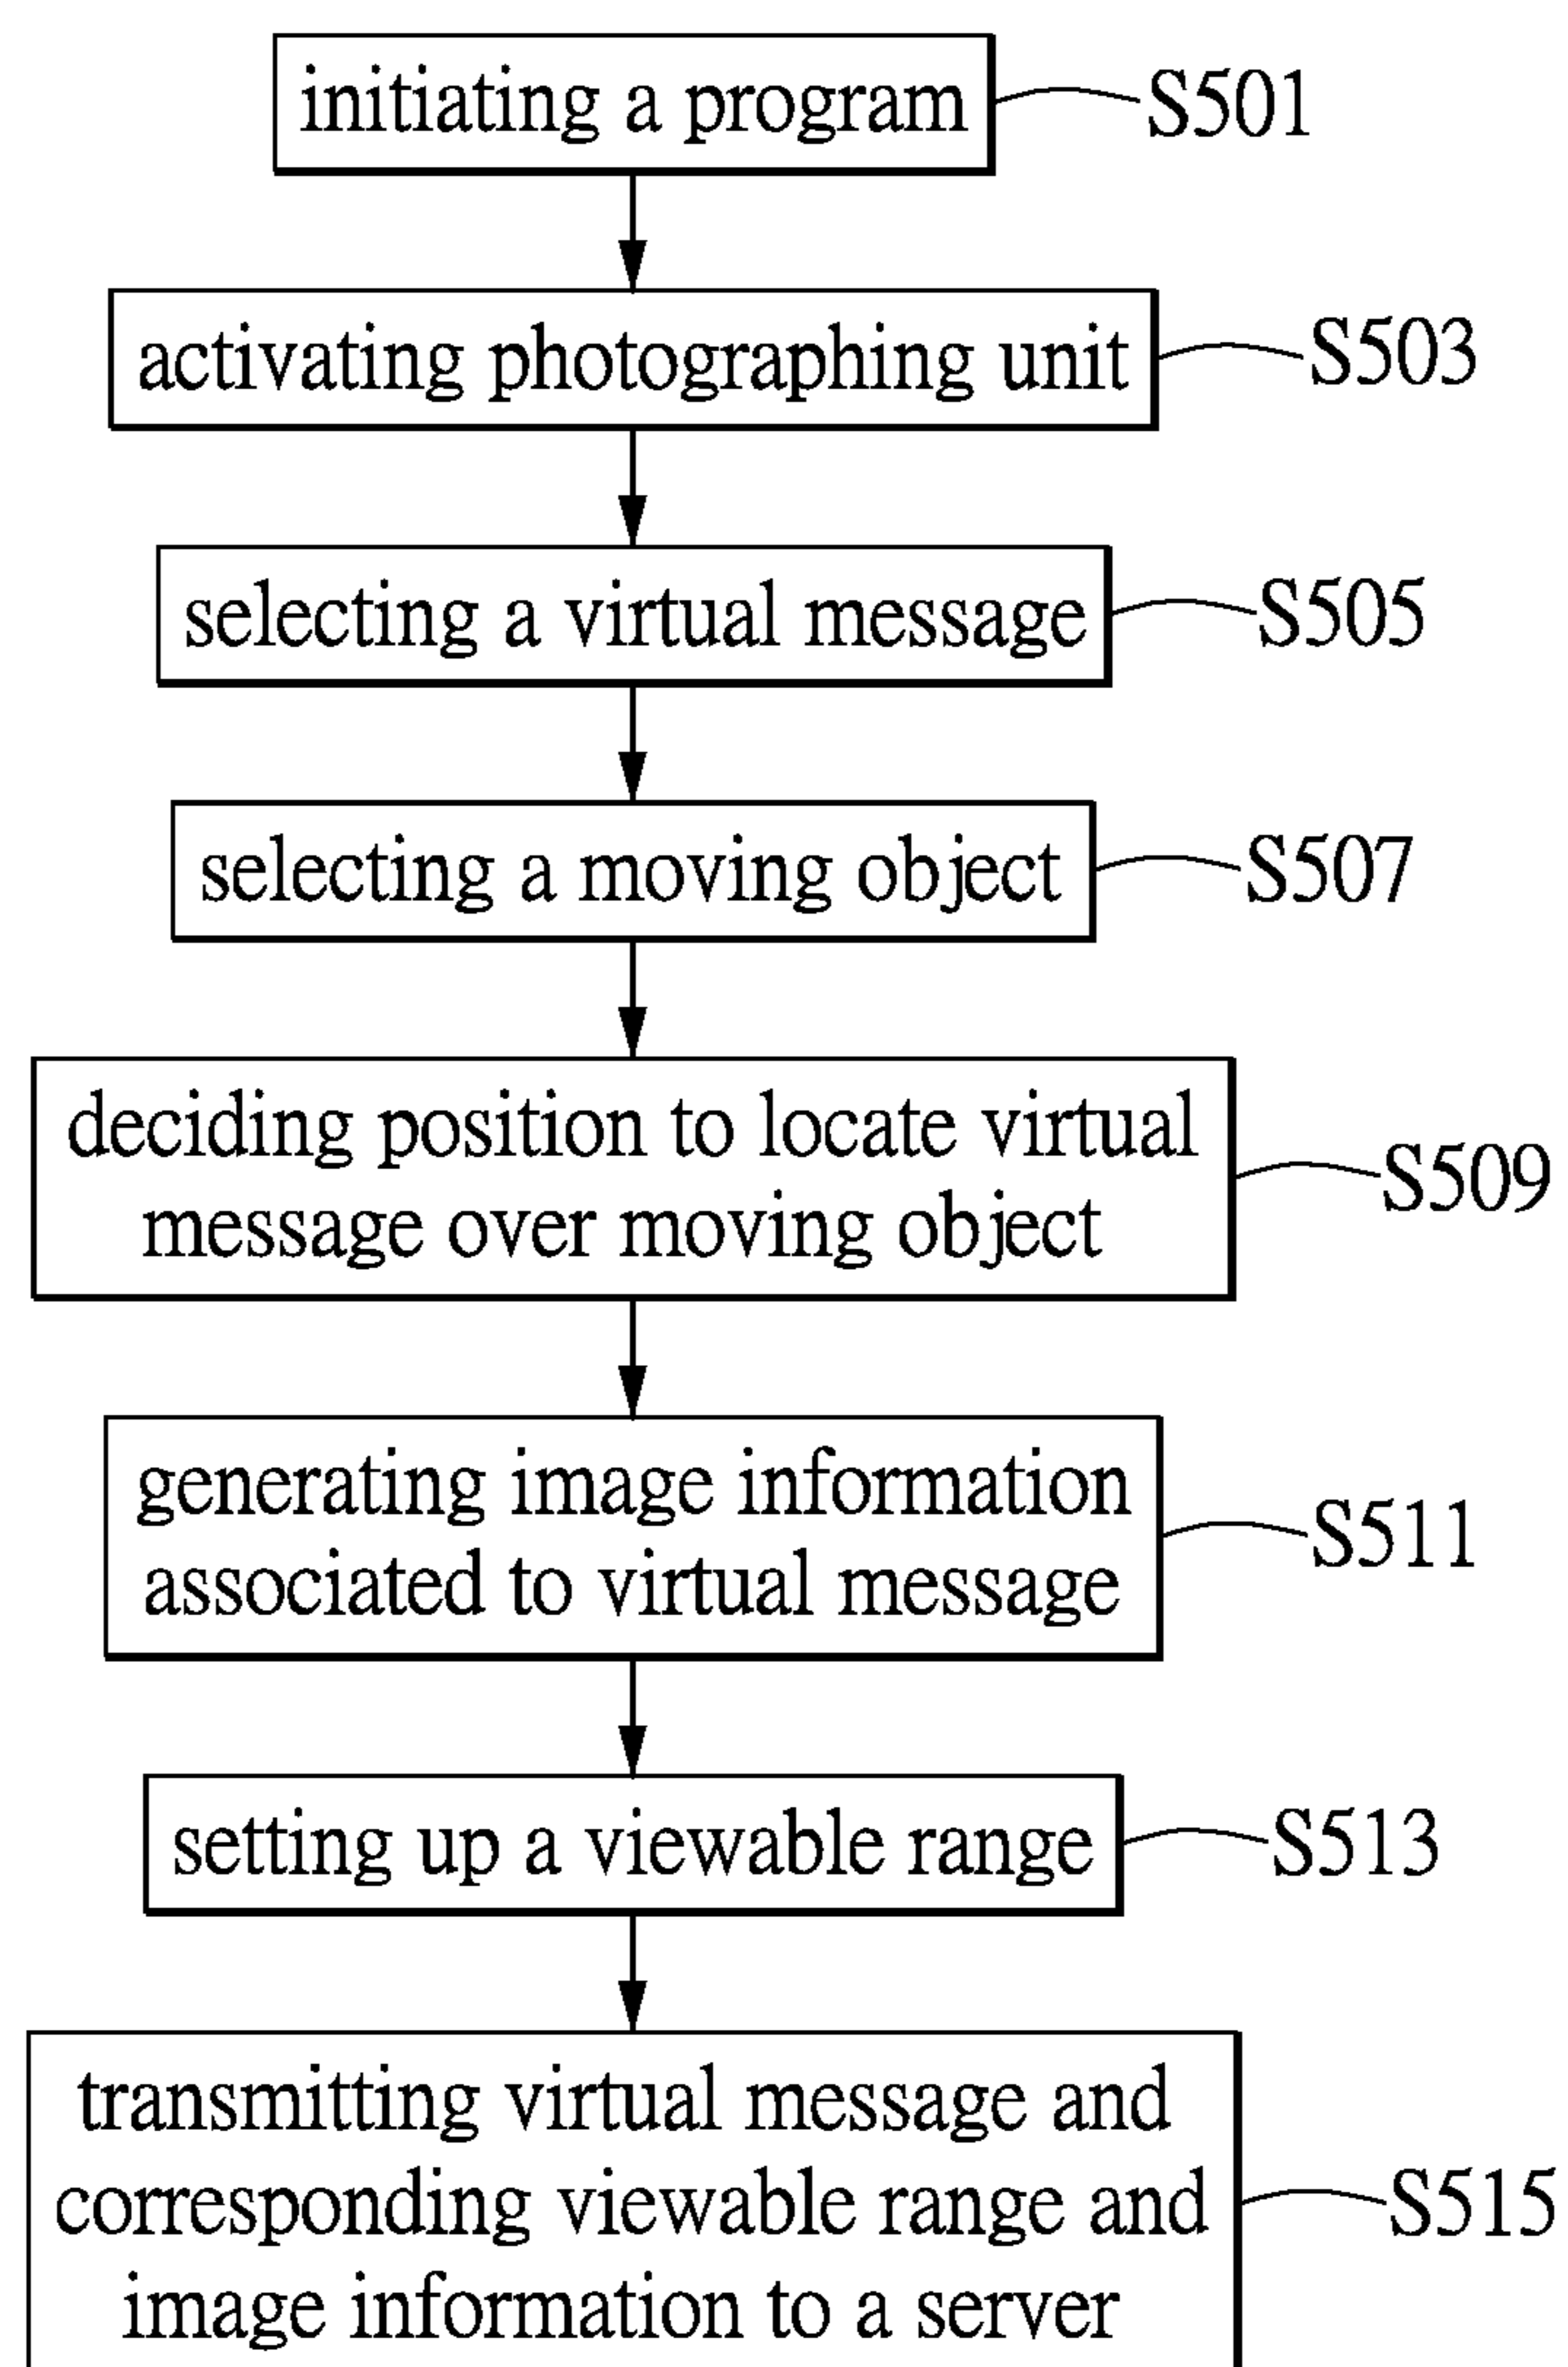 initiating a program
S501
activating photographing unit
S503
selecting a virtual message
S505
selecting a moving object
S507
deciding position to locate virtual
message over moving object
S509
generating image information
associated to virtual message
S511
setting up a viewable range
S513
transmitting virtual message and
corresponding viewable range and
image information to a server
S515